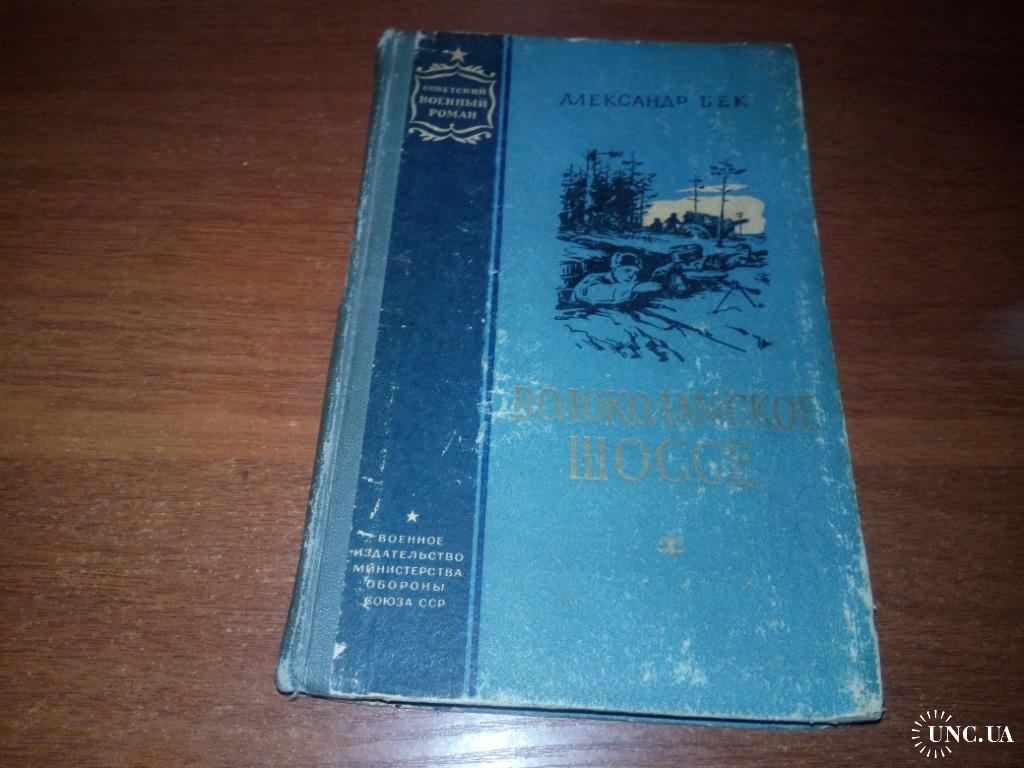 СОВЕТСКИЙ
ВОЕННЫЙ
РОМАН
АЛЕКСАНДР БЕК
ВОЛОКОЛАМСКОЕ
ШОССЕ
ВОЕННОЕ
ИЗДАТЕЛЬСТВО
МИНИСТЕРСТВА
ОБОРОНЫ
СОЮЗА ССР
UNC.UA